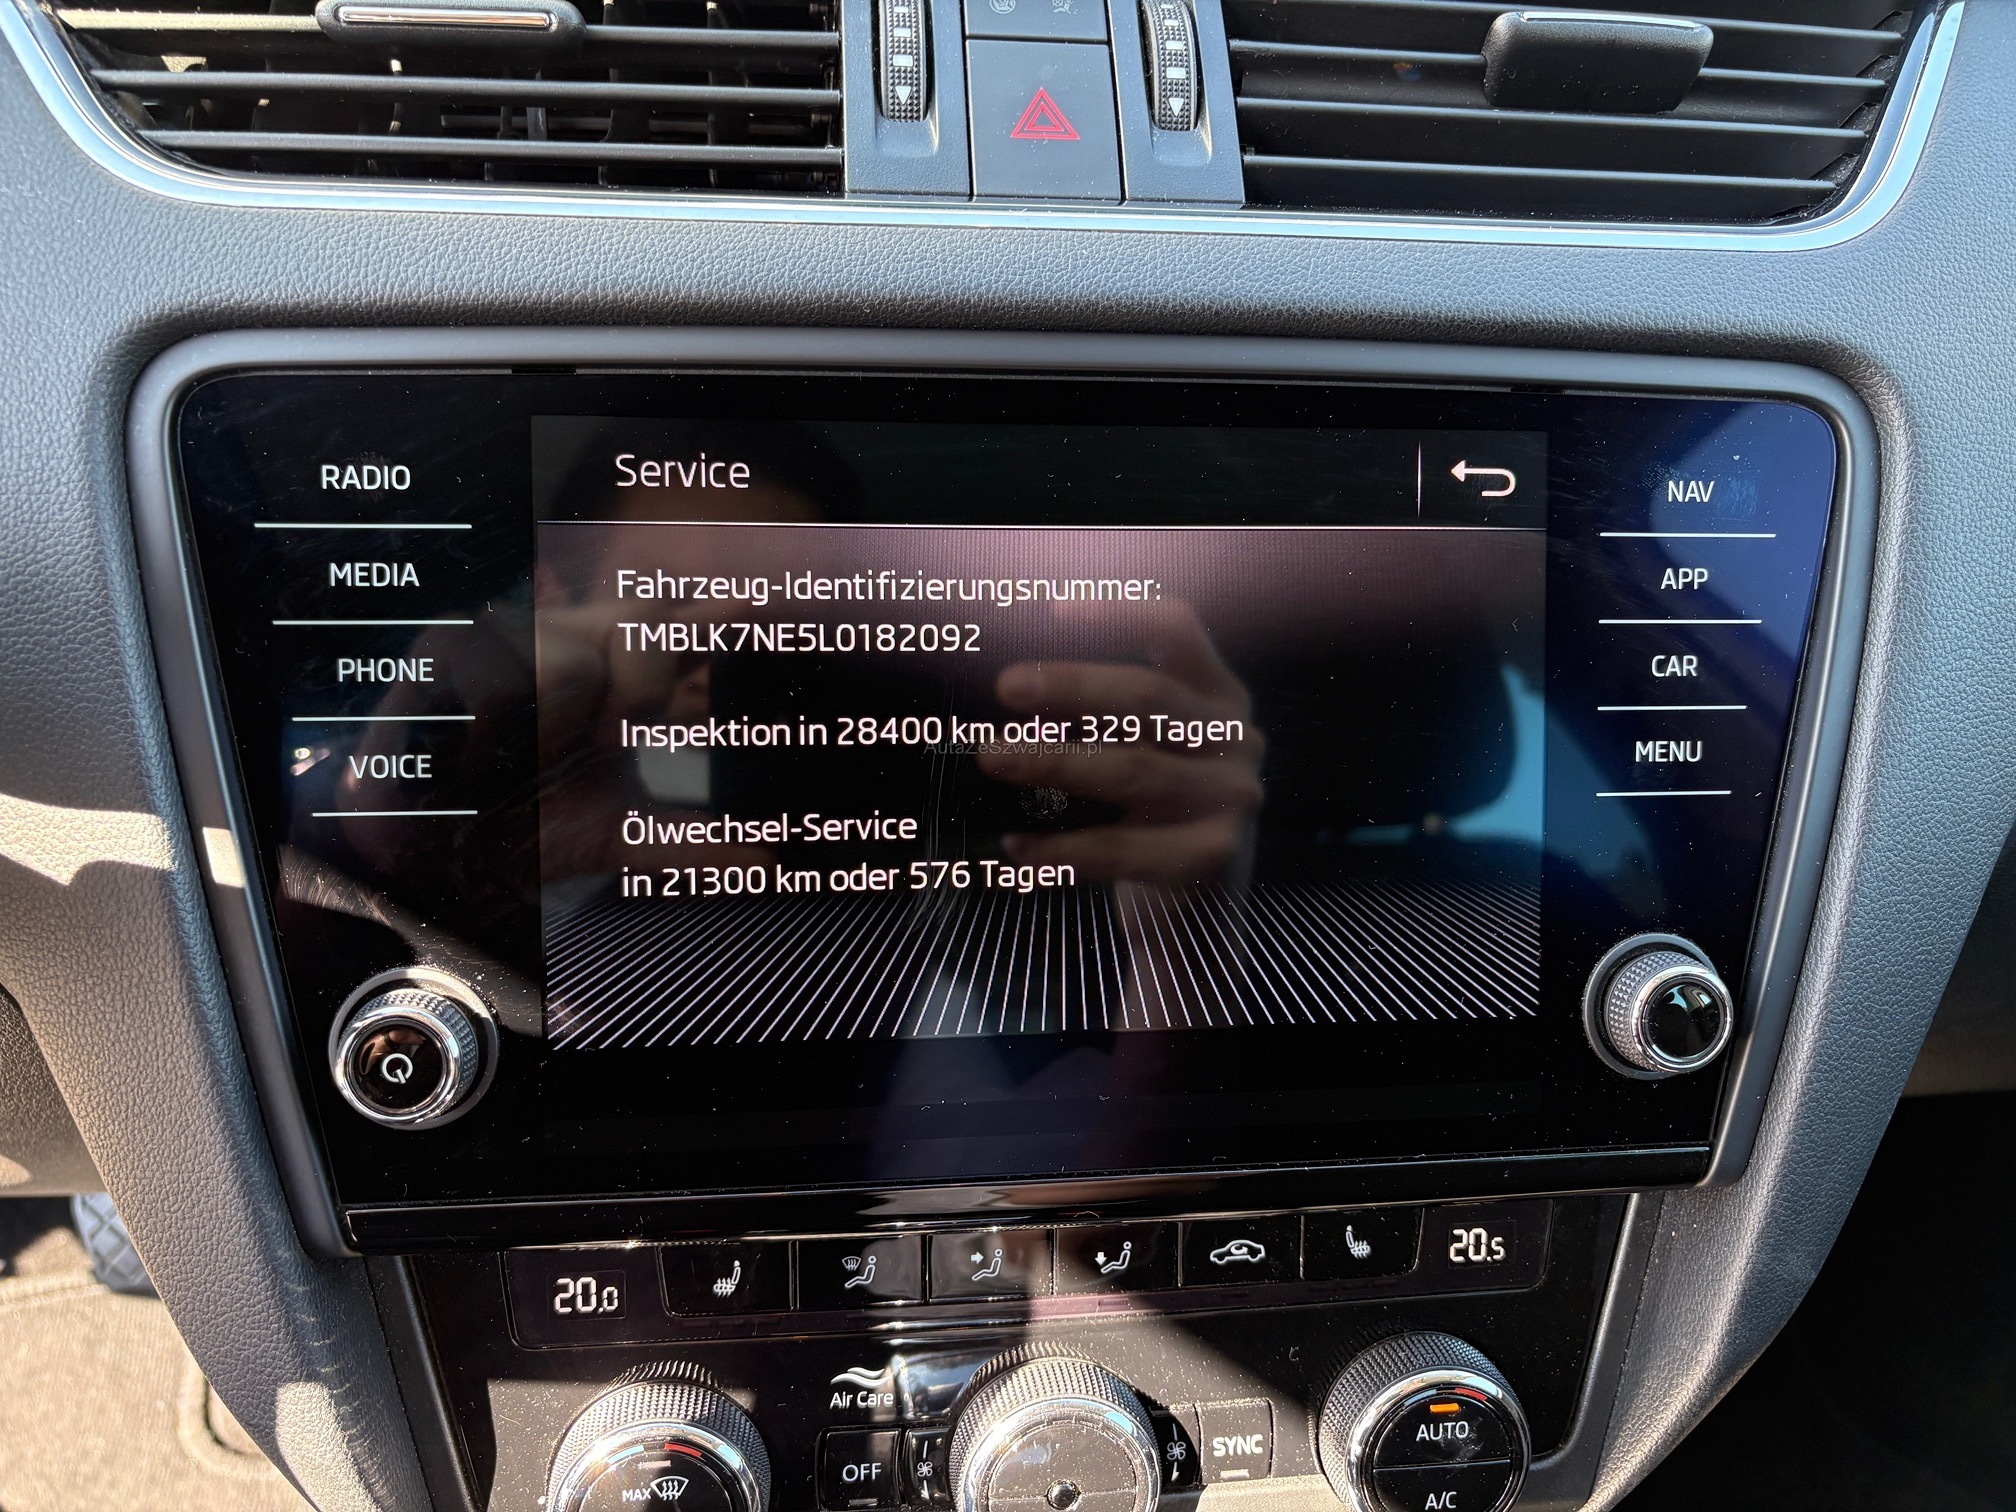 RADIO
MEDIA
PHONE
VOICE
Service
Fahrzeug-Identifizierungsnummer:
TMBLK7NE5L0182092
Inspektion in 28400 km oder 329 Tagen
AutaZeSzwajcarii.pl
Ölwechsel-Service
in 21300 km oder 576 Tagen
NAV
APP
CAR
MENU
20.0
20.5
Air Care
OFF
SYNC
MAX
AUTO
A/C